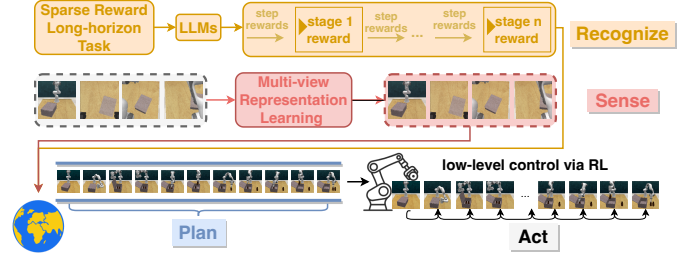 Sparse Reward
Long-horizon
Task
LLMs
step
rewards
stage 1
reward
step
rewards
...
step
rewards
stage n
reward
Recognize
Multi-view
Representation
Learning
Sense
low-level control via RL
...
Plan
Act